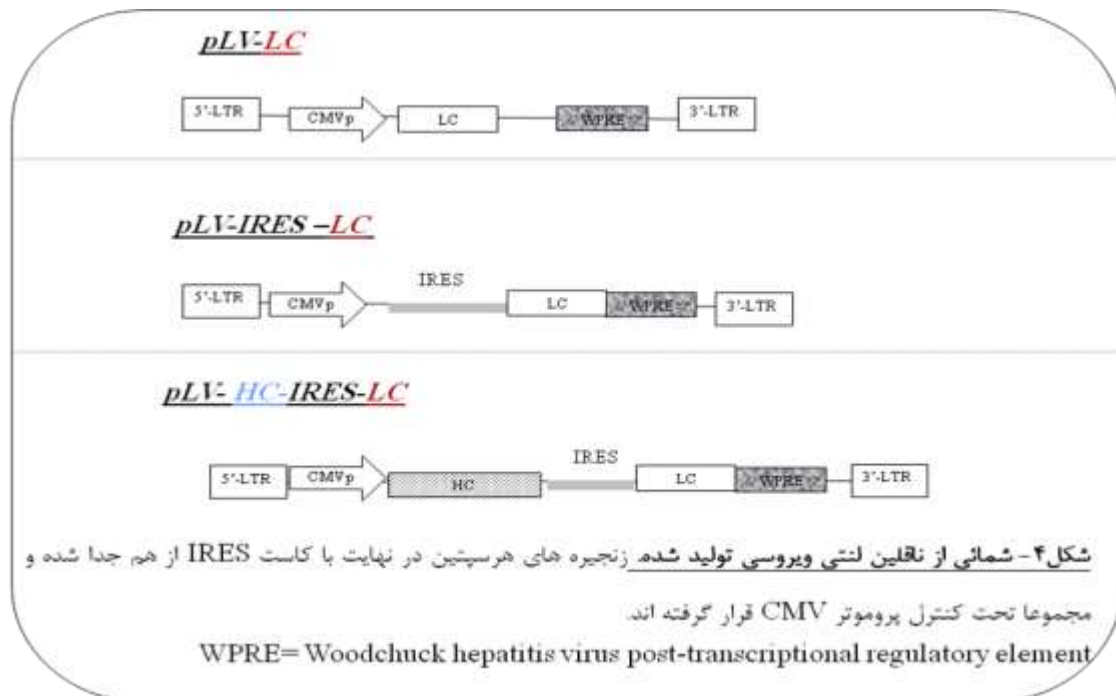 pLV-LC
5'-LTR CMVp LC WPRE 3'-LTR
pLV-IRES –LC
IRES
5'-LTR CMVp LC WPRE 3'-LTR
pLV- HC-IRES-LC
IRES
5'-LTR CMVp HC LC WPRE 3'-LTR
شکل۴- شمائی از ناقلین لنتی ویروسی تولید شده. زنجیره های هرسپتین در نهایت با کاست IRES از هم جدا شده و
مجموعا تحت کنترل پروموتر CMV قرار گرفته اند.
WPRE= Woodchuck hepatitis virus post-transcriptional regulatory element